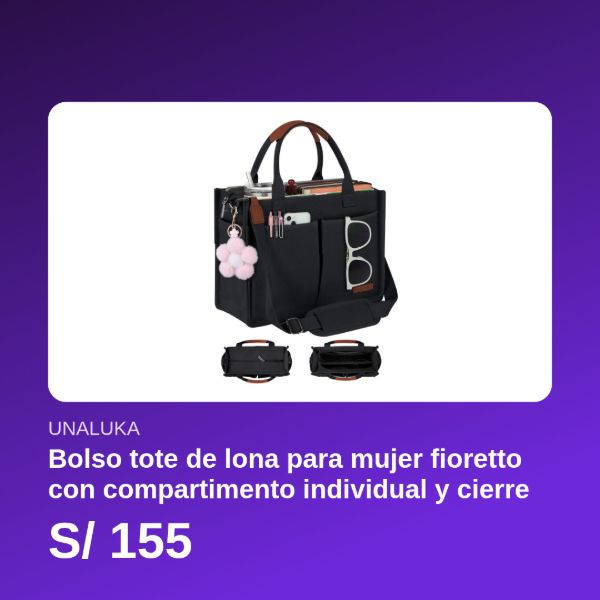 UNALUKA
Bolso tote de lona para mujer fioretto
con compartimento individual y cierre
S/ 155